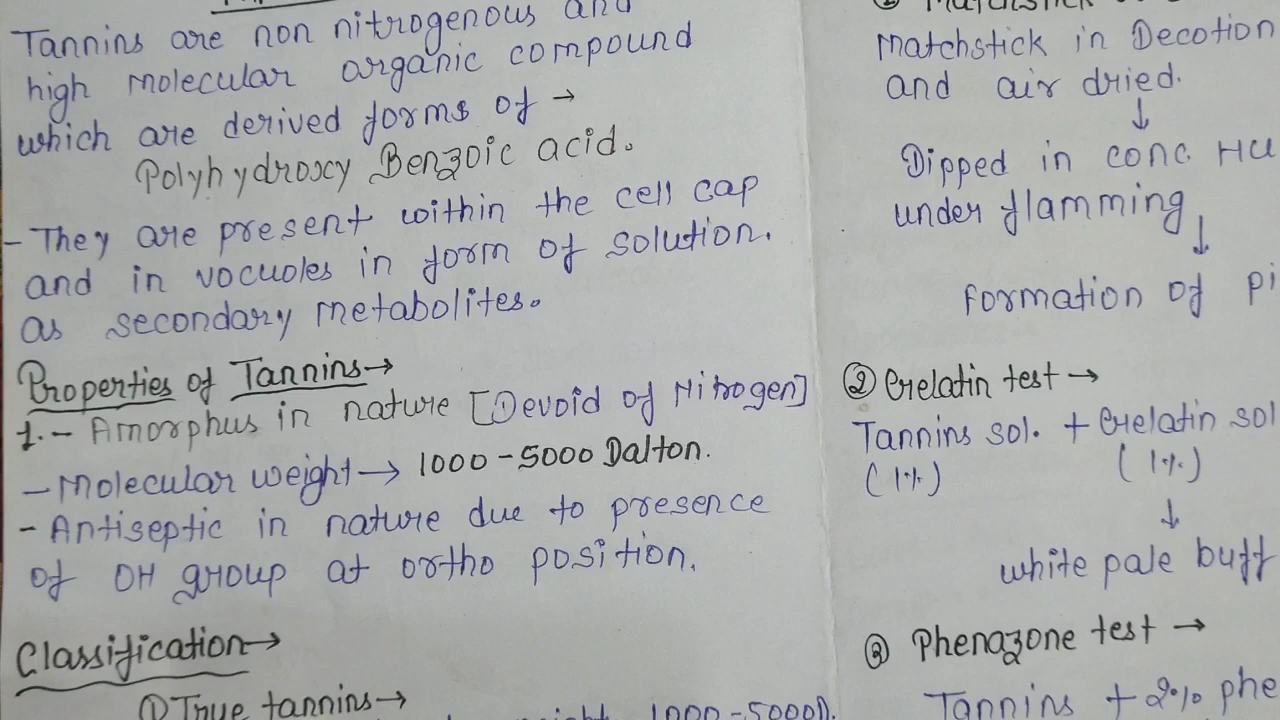 Tannins are non nitrogenous and
high molecular organic compound
which are derived forms of →
Polyhydroxy Benzoic acid.
- They are present within the cell cap
and in vocuoles in form of solution.
as secondary metabolites.
Properties of Tannins→
1.- Amorphus in nature [Devoid of Nitrogen]
- Molecular weight → 1000-5000 Dalton.
- Antiseptic in nature due to presence
of OH group at ortho position.
Classification→
① True tannins→
1000-5000D.
Matchstick in Decotion
and air dried.
↓
Dipped in conc. HCl
under flamming
↓
Formation of pi
② Gelatin test →
Tannins sol. + Gelatin sol
(1%) (1%)
↓
white pale buff
③ Phenazone test →
Tannins + 2% phe